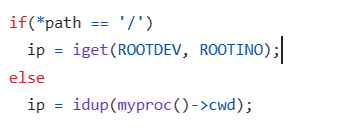 if(*path == '/')
ip = iget(ROOTDEV, ROOTINO);
else
ip = idup(myproc()->cwd);